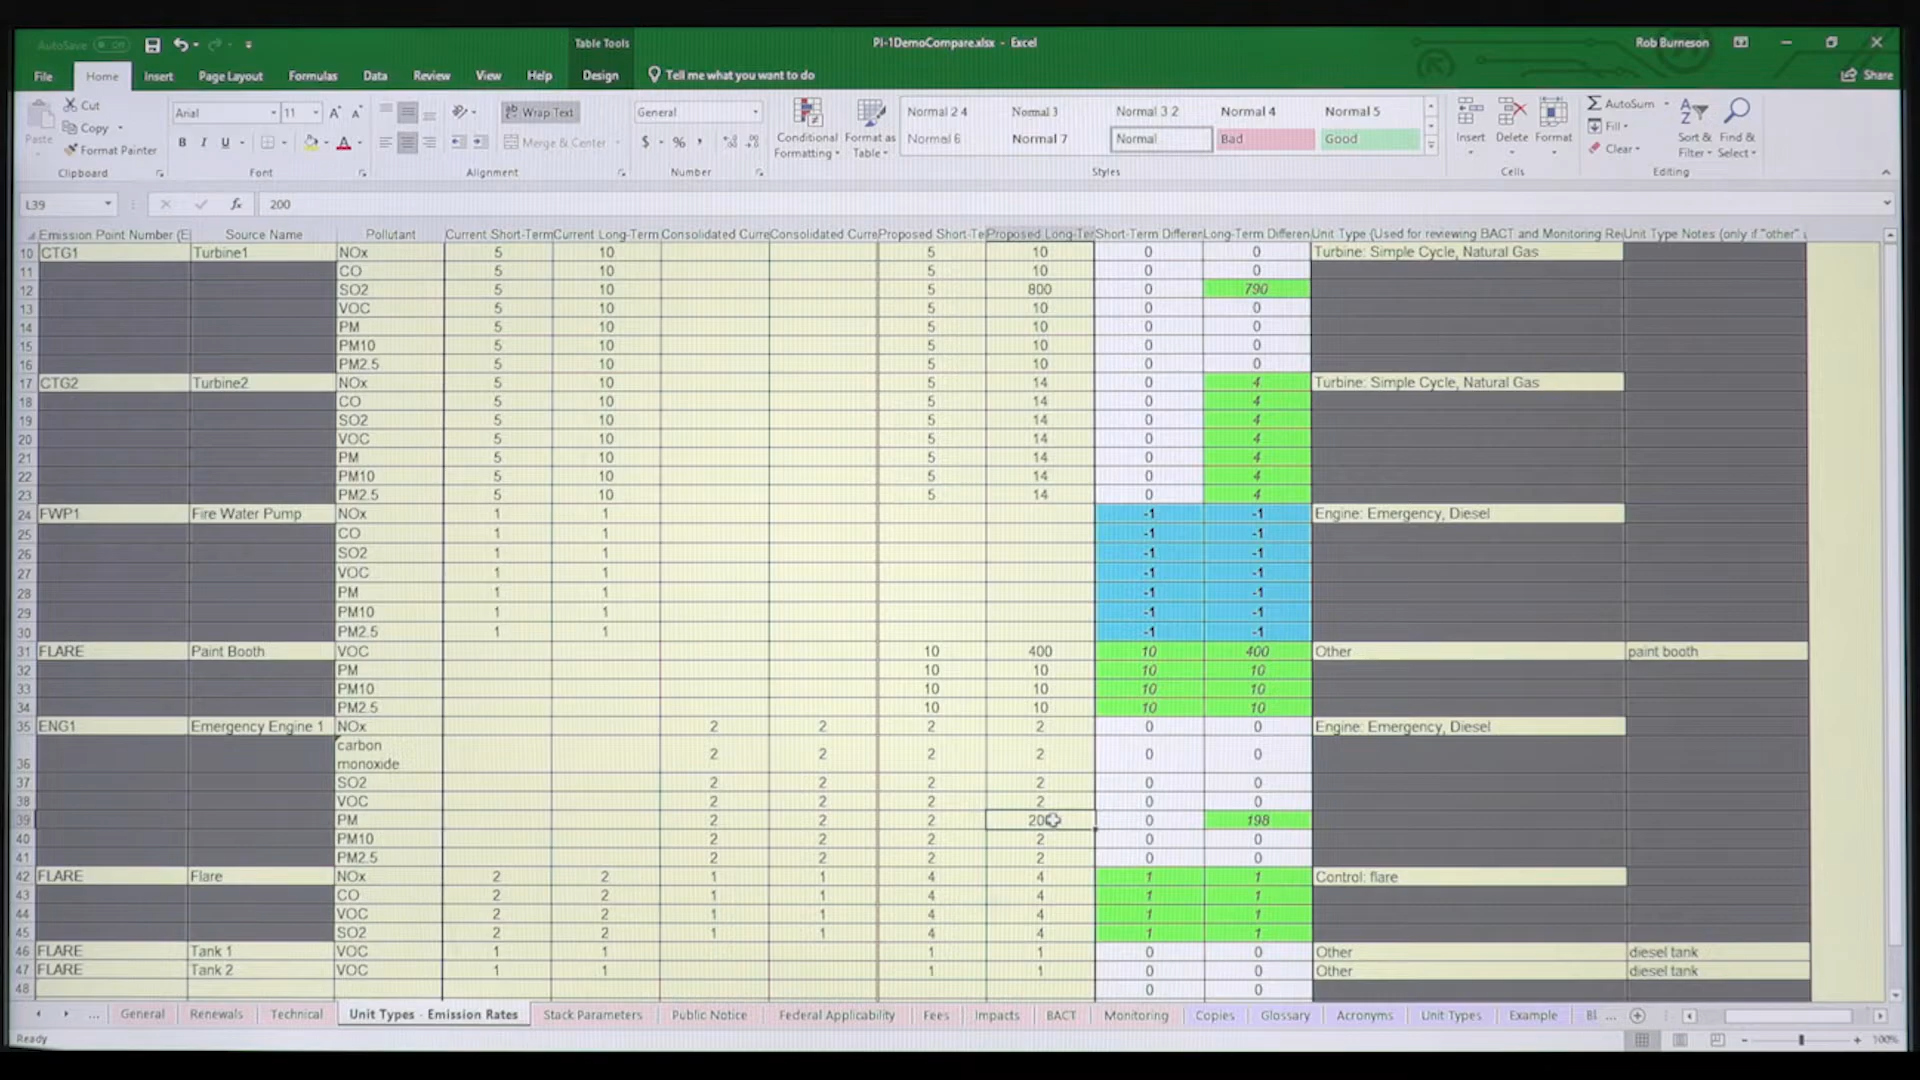 AutoSave Off
Table Tools
PI-1DemoCompare.xlsx - Excel
Rob Burneson
File Home Insert Page Layout Formulas Data Review View Help Design Tell me what you want to do Share
Paste Cut Copy Format Painter
Arial 11
B I U A
Wrap Text
Merge & Center
General
$ % ,
Conditional Formatting
Format as Table
Normal 2 4 Normal 3 Normal 3 2 Normal 4 Normal 5
Normal 6 Normal 7 Normal Bad Good
Insert Delete Format
AutoSum Fill Clear
Sort & Filter
Find & Select
Clipboard Font Alignment Number Styles Cells Editing
L39 fx 200
Emission Point Number (E Source Name Pollutant Current Short-Term Current Long-Term Consolidated Curre Consolidated Curre Proposed Short-Te Proposed Long-Ter Short-Term Differen Long-Term Differen Unit Type (Used for reviewing BACT and Monitoring Re Unit Type Notes (only if "other"
10 CTG1 Turbine1 NOx 5 10 5 10 0 0 Turbine: Simple Cycle, Natural Gas
11 CO 5 10 5 10 0 0
12 SO2 5 10 5 800 0 790
13 VOC 5 10 5 10 0 0
14 PM 5 10 5 10 0 0
15 PM10 5 10 5 10 0 0
16 PM2.5 5 10 5 10 0 0
17 CTG2 Turbine2 NOx 5 10 5 14 0 4 Turbine: Simple Cycle, Natural Gas
18 CO 5 10 5 14 0 4
19 SO2 5 10 5 14 0 4
20 VOC 5 10 5 14 0 4
21 PM 5 10 5 14 0 4
22 PM10 5 10 5 14 0 4
23 PM2.5 5 10 5 14 0 4
24 FWP1 Fire Water Pump NOx 1 1 -1 -1 Engine: Emergency, Diesel
25 CO 1 1 -1 -1
26 SO2 1 1 -1 -1
27 VOC 1 1 -1 -1
28 PM 1 1 -1 -1
29 PM10 1 1 -1 -1
30 PM2.5 1 1 -1 -1
31 FLARE Paint Booth VOC 10 400 10 400 Other paint booth
32 PM 10 10 10 10
33 PM10 10 10 10 10
34 PM2.5 10 10 10 10
35 ENG1 Emergency Engine 1 NOx 2 2 2 2 0 0 Engine: Emergency, Diesel
36 carbon monoxide 2 2 2 2 0 0
37 SO2 2 2 2 2 0 0
38 VOC 2 2 2 2 0 0
39 PM 2 2 2 200 0 198
40 PM10 2 2 2 2 0 0
41 PM2.5 2 2 2 2 0 0
42 FLARE Flare NOx 2 2 1 1 4 4 1 1 Control: flare
43 CO 2 2 1 1 4 4 1 1
44 VOC 2 2 1 1 4 4 1 1
45 SO2 2 2 1 1 4 4 1 1
46 FLARE Tank 1 VOC 1 1 1 1 0 0 Other diesel tank
47 FLARE Tank 2 VOC 1 1 1 1 0 0 Other diesel tank
48 0 0
... General Renewals Technical Unit Types - Emission Rates Stack Parameters Public Notice Federal Applicability Fees Impacts BACT Monitoring Copies Glossary Acronyms Unit Types Example Bl ...
Ready 100%